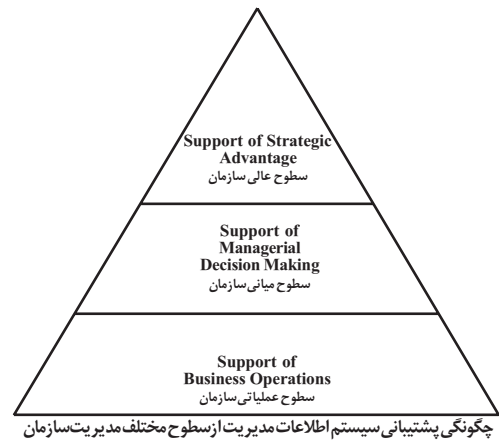 Support of Strategic
Advantage
سطوح عالی سازمان
Support of
Managerial
Decision Making
سطوح میانی سازمان
Support of
Business Operations
سطوح عملیاتی سازمان
چگونگی پشتیبانی سیستم اطلاعات مدیریت از سطوح مختلف مدیریت سازمان